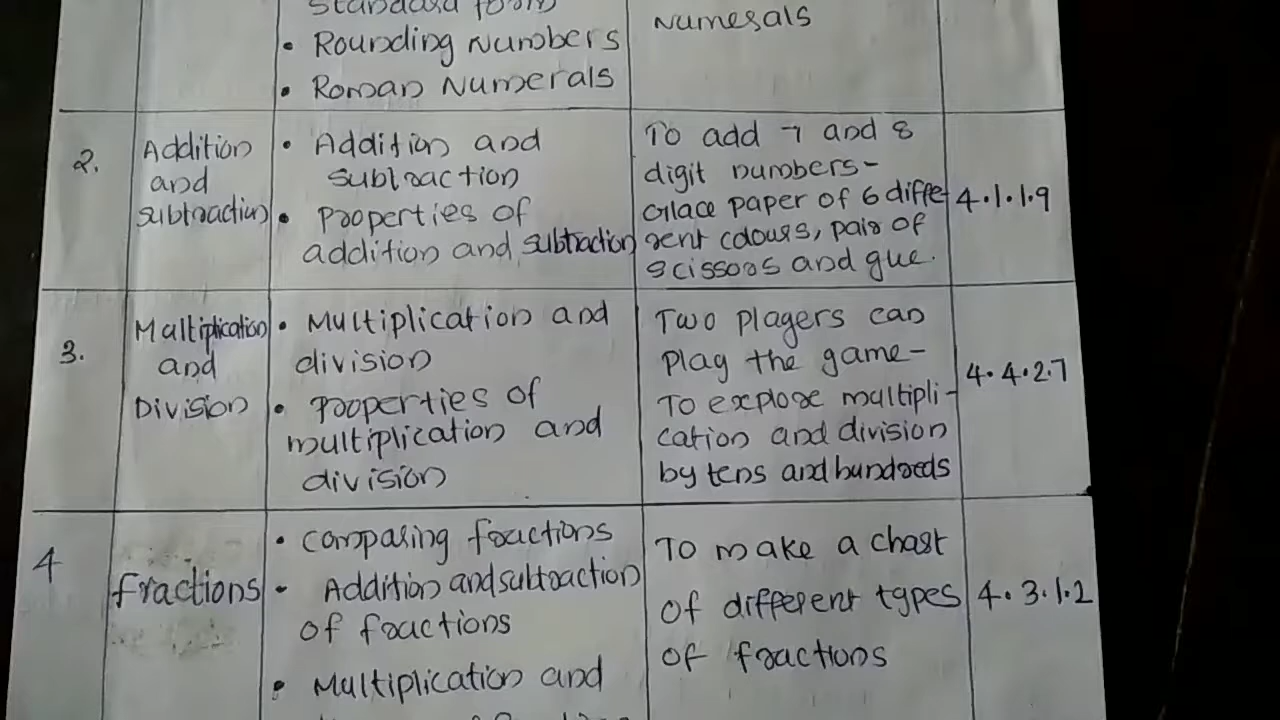 standard form
• Rounding Numbers
• Roman Numerals
Numerals
2.
Addition
and
subtraction
• Addition and
subtraction
• Properties of
addition and subtraction
To add 7 and 8
digit numbers-
Glace paper of 6 diffe
rent colours, pair of
scissors and gue.
4.1.1.9
3.
Maltiplication
and
Division
• Multiplication and
division
• Properties of
multiplication and
division
Two players can
play the game-
To explore multipli-
cation and division
by tens and hundreds
4.4.2.7
4
fractions
• Comparing fractions
• Addition and subtraction
of fractions
• Multiplication and
To make a chart
of different types
of fractions
4.3.1.2